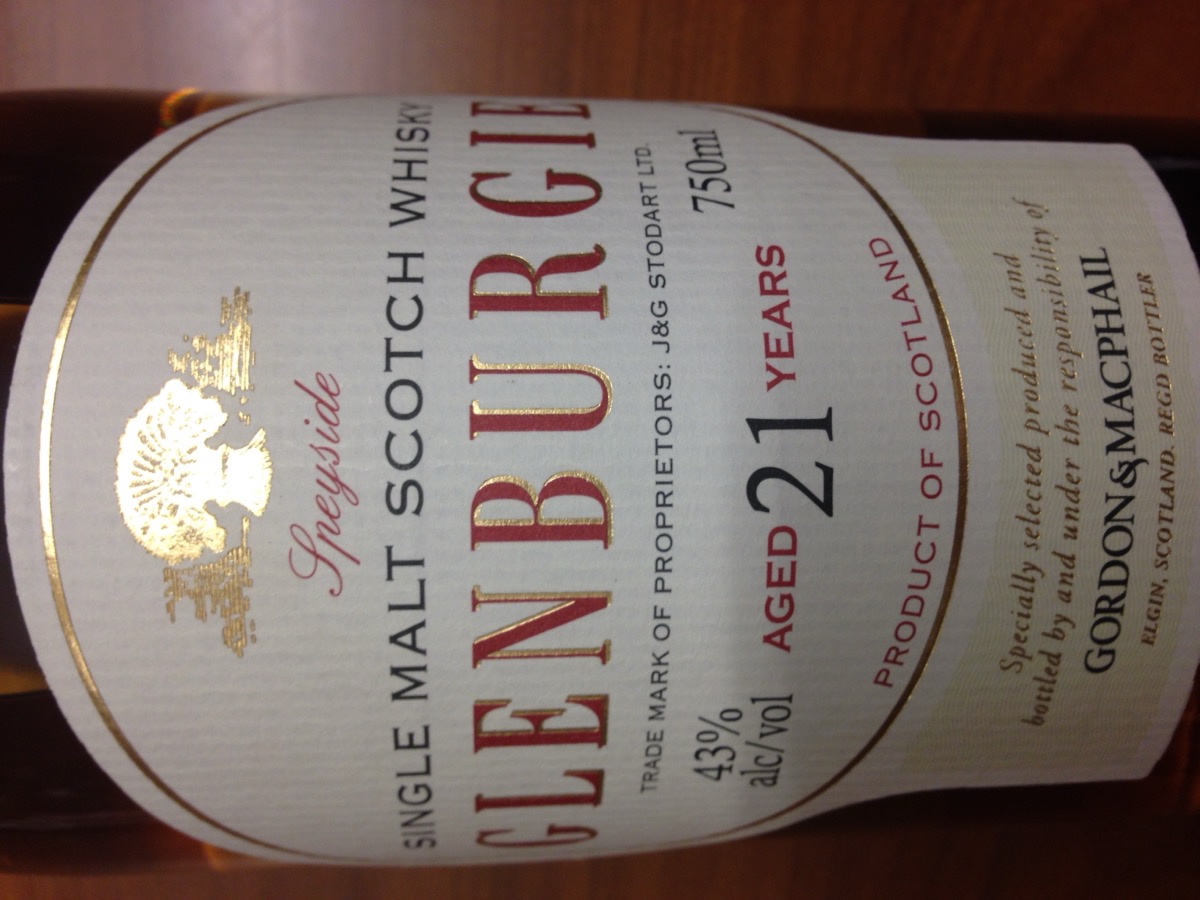 Speyside
SINGLE MALT SCOTCH WHISKY
GLENBURGIE
TRADE MARK OF PROPRIETORS: J&G STODART LTD.
43% alc/vol
AGED 21 YEARS
750ml
PRODUCT OF SCOTLAND
Specially selected produced and
bottled by and under the responsibility of
GORDON & MACPHAIL
ELGIN, SCOTLAND. REGD BOTTLER